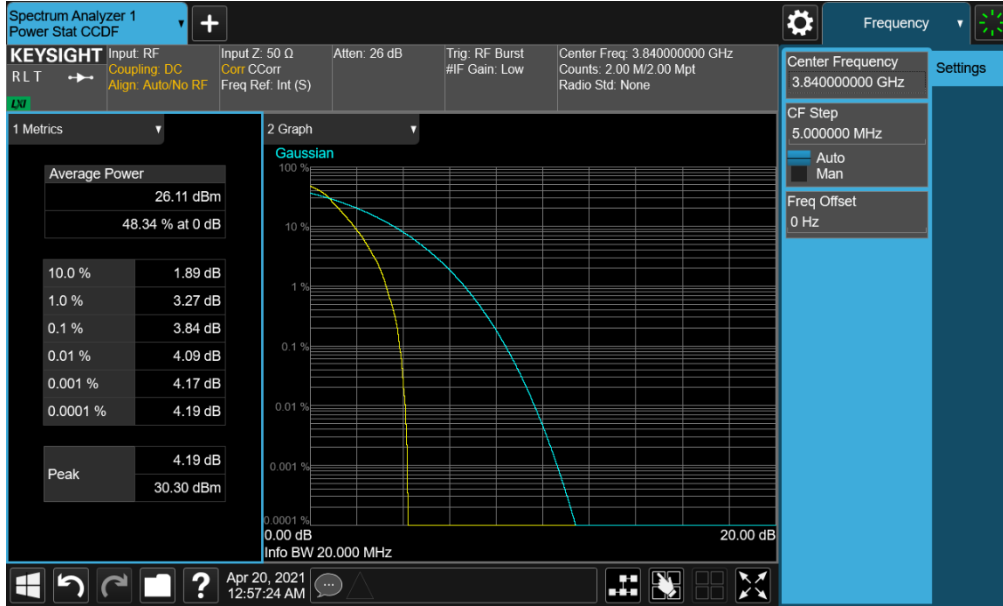 Spectrum Analyzer 1
Power Stat CCDF
+
Frequency
KEYSIGHT
RLT
LXI
Input: RF
Coupling: DC
Align: Auto/No RF
Input Z: 50 Ω
Corr CCorr
Freq Ref: Int (S)
Atten: 26 dB
Trig: RF Burst
#IF Gain: Low
Center Freq: 3.840000000 GHz
Counts: 2.00 M/2.00 Mpt
Radio Std: None
Center Frequency
3.840000000 GHz
Settings
CF Step
5.000000 MHz
Auto
Man
Freq Offset
0 Hz
1 Metrics
Average Power
26.11 dBm
48.34 % at 0 dB
10.0 % 1.89 dB
1.0 % 3.27 dB
0.1 % 3.84 dB
0.01 % 4.09 dB
0.001 % 4.17 dB
0.0001 % 4.19 dB
Peak
4.19 dB
30.30 dBm
2 Graph
Gaussian
100 %
10 %
1 %
0.1 %
0.01 %
0.001 %
0.0001 %
0.00 dB 20.00 dB
Info BW 20.000 MHz
?
Apr 20, 2021
12:57:24 AM